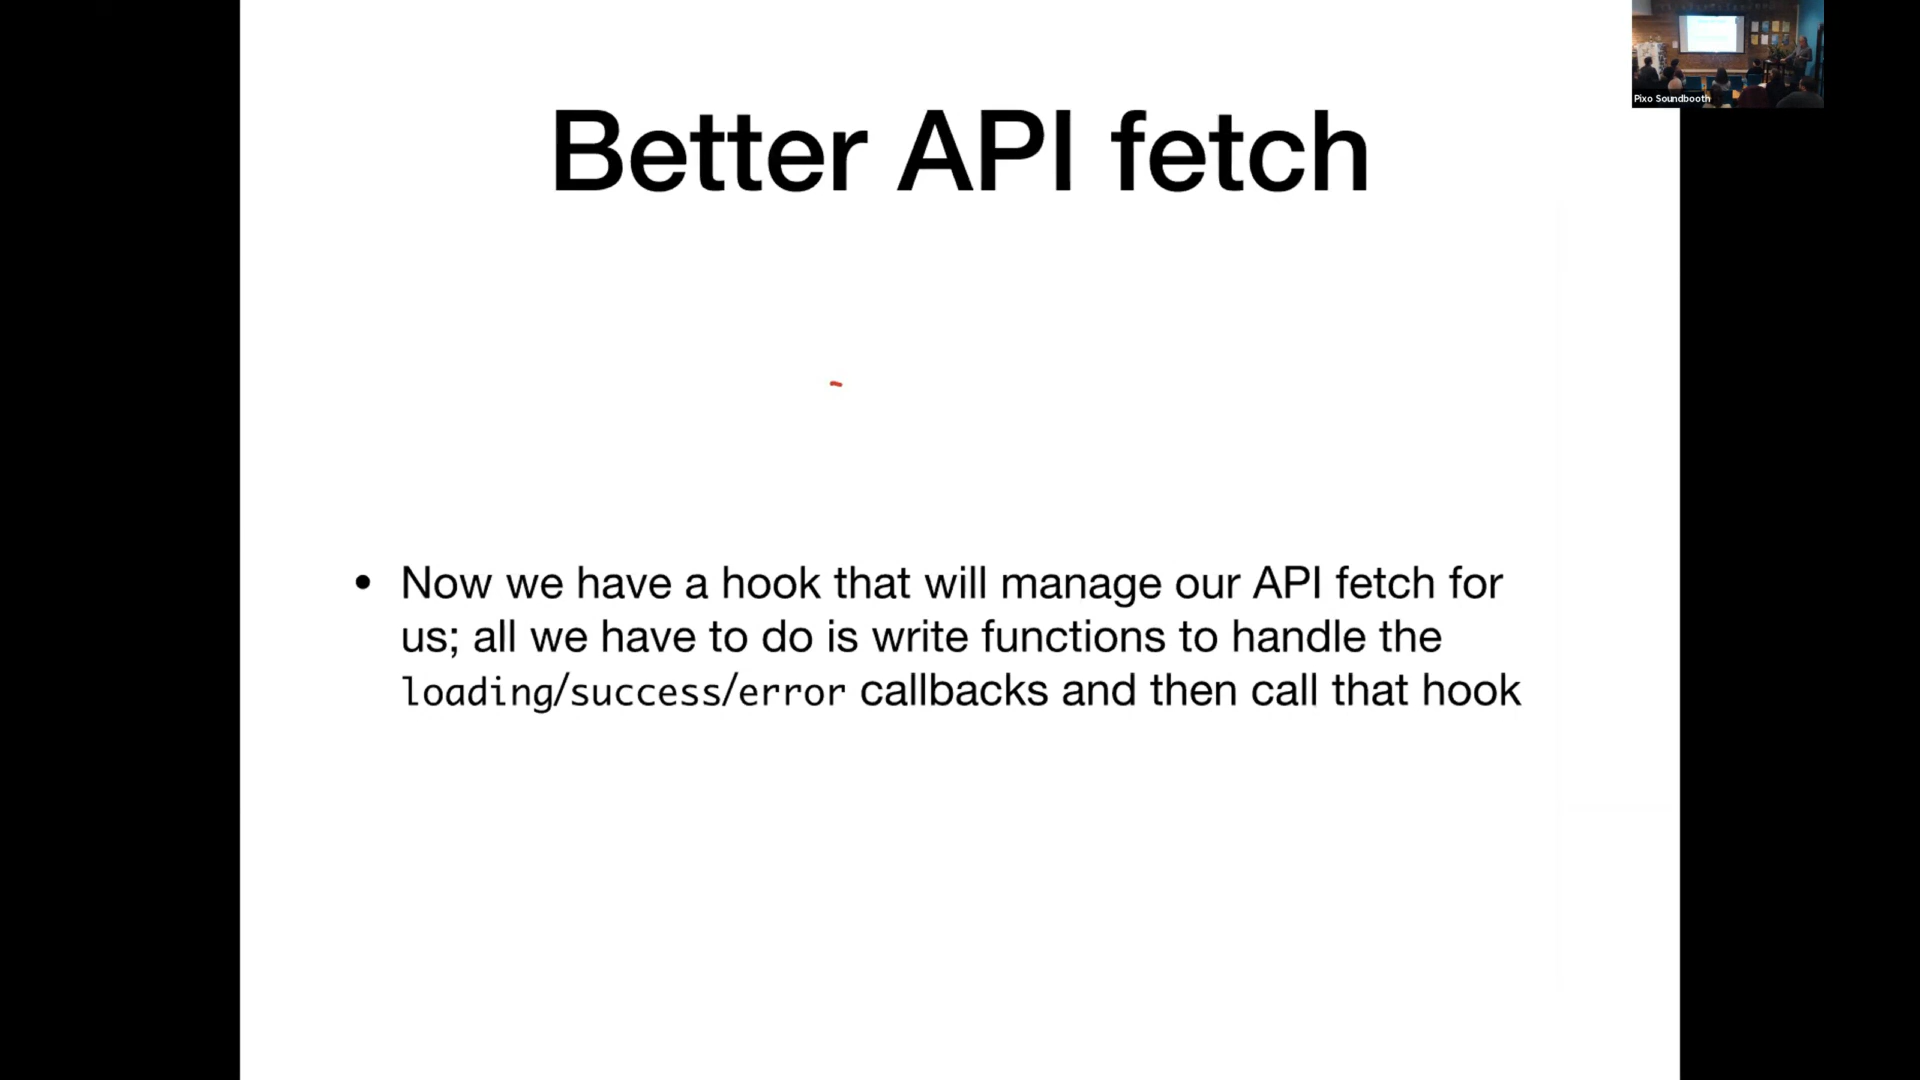 Pixo Soundbooth
Better API fetch
• Now we have a hook that will manage our API fetch for
us; all we have to do is write functions to handle the
loading/success/error callbacks and then call that hook